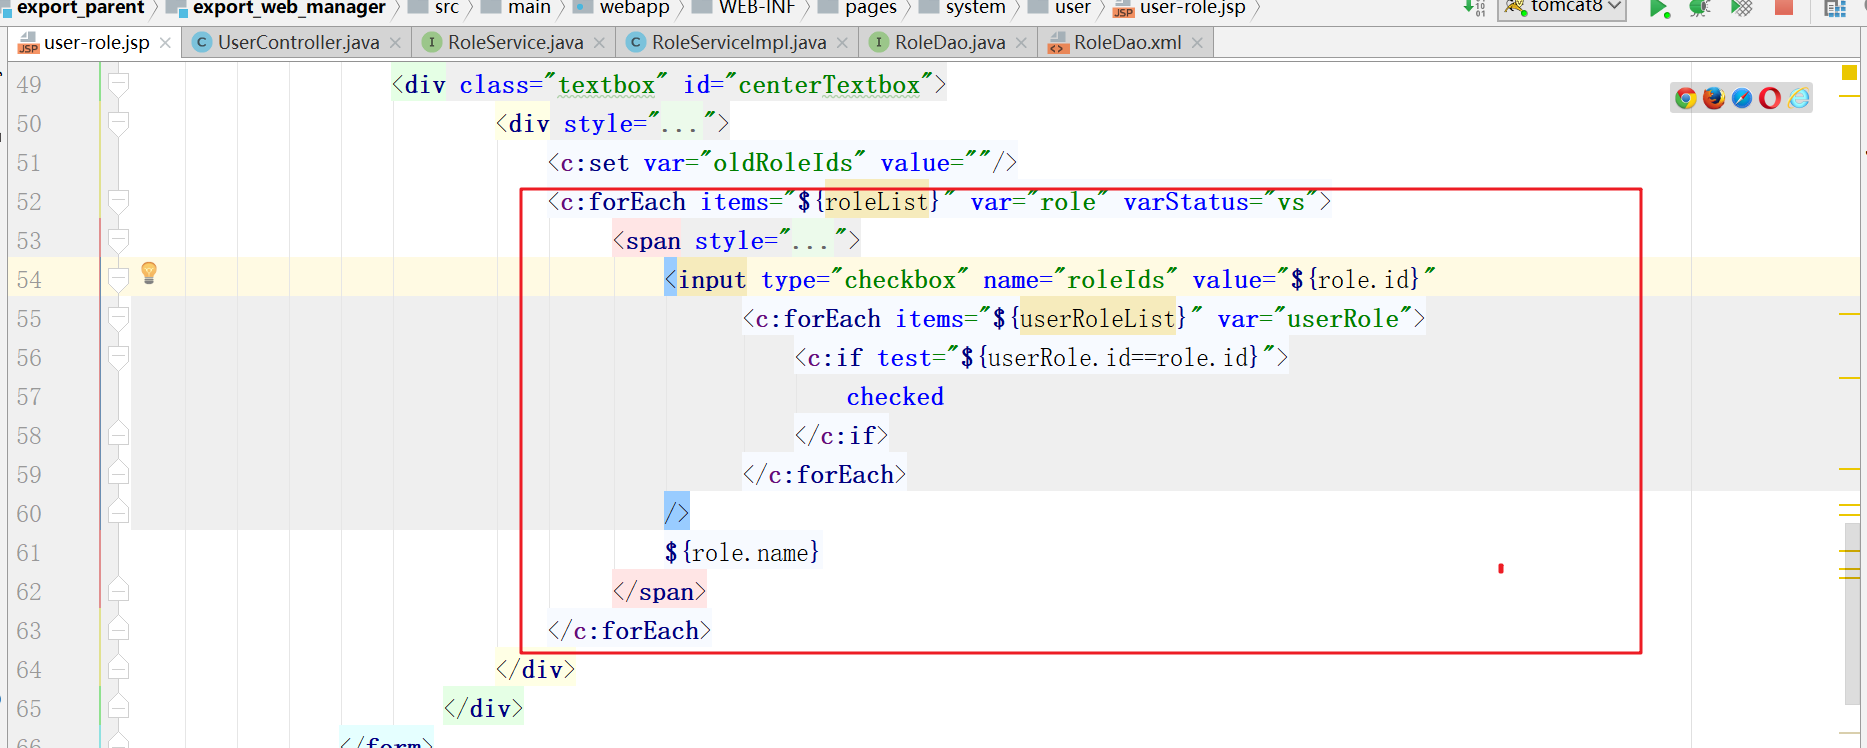 export_parent export_web_manager src main webapp WEB-INF pages system user user-role.jsp tomcat8
user-role.jsp UserController.java RoleService.java RoleServiceImpl.java RoleDao.java RoleDao.xml
49 <div class="textbox" id="centerTextbox">
50 <div style="...">
51 <c:set var="oldRoleIds" value=""/>
52 <c:forEach items="${roleList}" var="role" varStatus="vs">
53 <span style="...">
54 <input type="checkbox" name="roleIds" value="${role.id}"
55 <c:forEach items="${userRoleList}" var="userRole">
56 <c:if test="${userRole.id==role.id}">
57 checked
58 </c:if>
59 </c:forEach>
60 />
61 ${role.name}
62 </span>
63 </c:forEach>
64 </div>
65 </div>
66 </form>